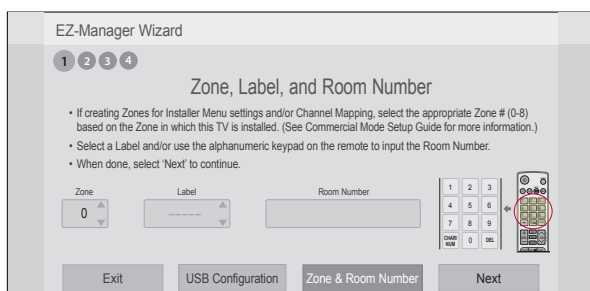 EZ-Manager Wizard
1 2 3 4
Zone, Label, and Room Number
• If creating Zones for Installer Menu settings and/or Channel Mapping, select the appropriate Zone # (0-8)
based on the Zone in which this TV is installed. (See Commercial Mode Setup Guide for more information.)
• Select a Label and/or use the alphanumeric keypad on the remote to input the Room Number.
• When done, select ‘Next’ to continue.
Zone Label Room Number
0 -----
1 2 3
4 5 6
7 8 9
CHAR/
NUM 0 DEL
Exit USB Configuration Zone & Room Number Next